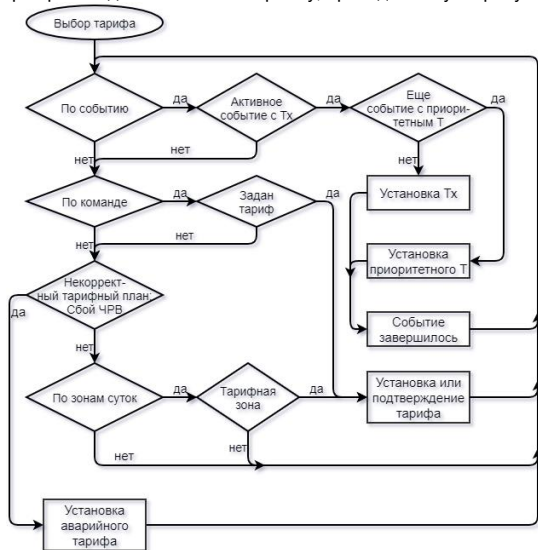 Выбор тарифа
По событию
да
Активное
событие с Тх
да
Еще
событие с приори-
тетным Т
да
нет
нет
нет
По команде
да
Задан
тариф
да
Установка Тх
нет
нет
Установка
приоритетного Т
Некоррект-
ный тарифный план;
Сбой ЧРВ
да
Событие
завершилось
нет
По зонам суток
да
Тарифная
зона
да
Установка или
подтверждение
тарифа
нет
нет
Установка
аварийного
тарифа